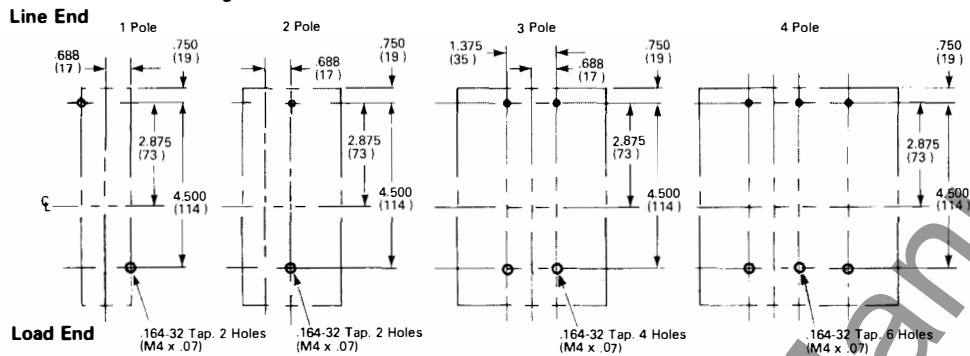 Line End
1 Pole
2 Pole
3 Pole
4 Pole
.688
(17)
.750
(19)
.688
(17)
1.375
(35)
.688
(17)
.750
(19)
.750
(19)
2.875
(73)
2.875
(73)
2.875
(73)
2.875
(73)
4.500
(114)
4.500
(114)
4.500
(114)
4.500
(114)
℄
Load End
.164-32 Tap. 2 Holes
(M4 x .07)
.164-32 Tap. 2 Holes
(M4 x .07)
.164-32 Tap. 4 Holes
(M4 x .07)
.164-32 Tap. 6 Holes
(M4 x .07)